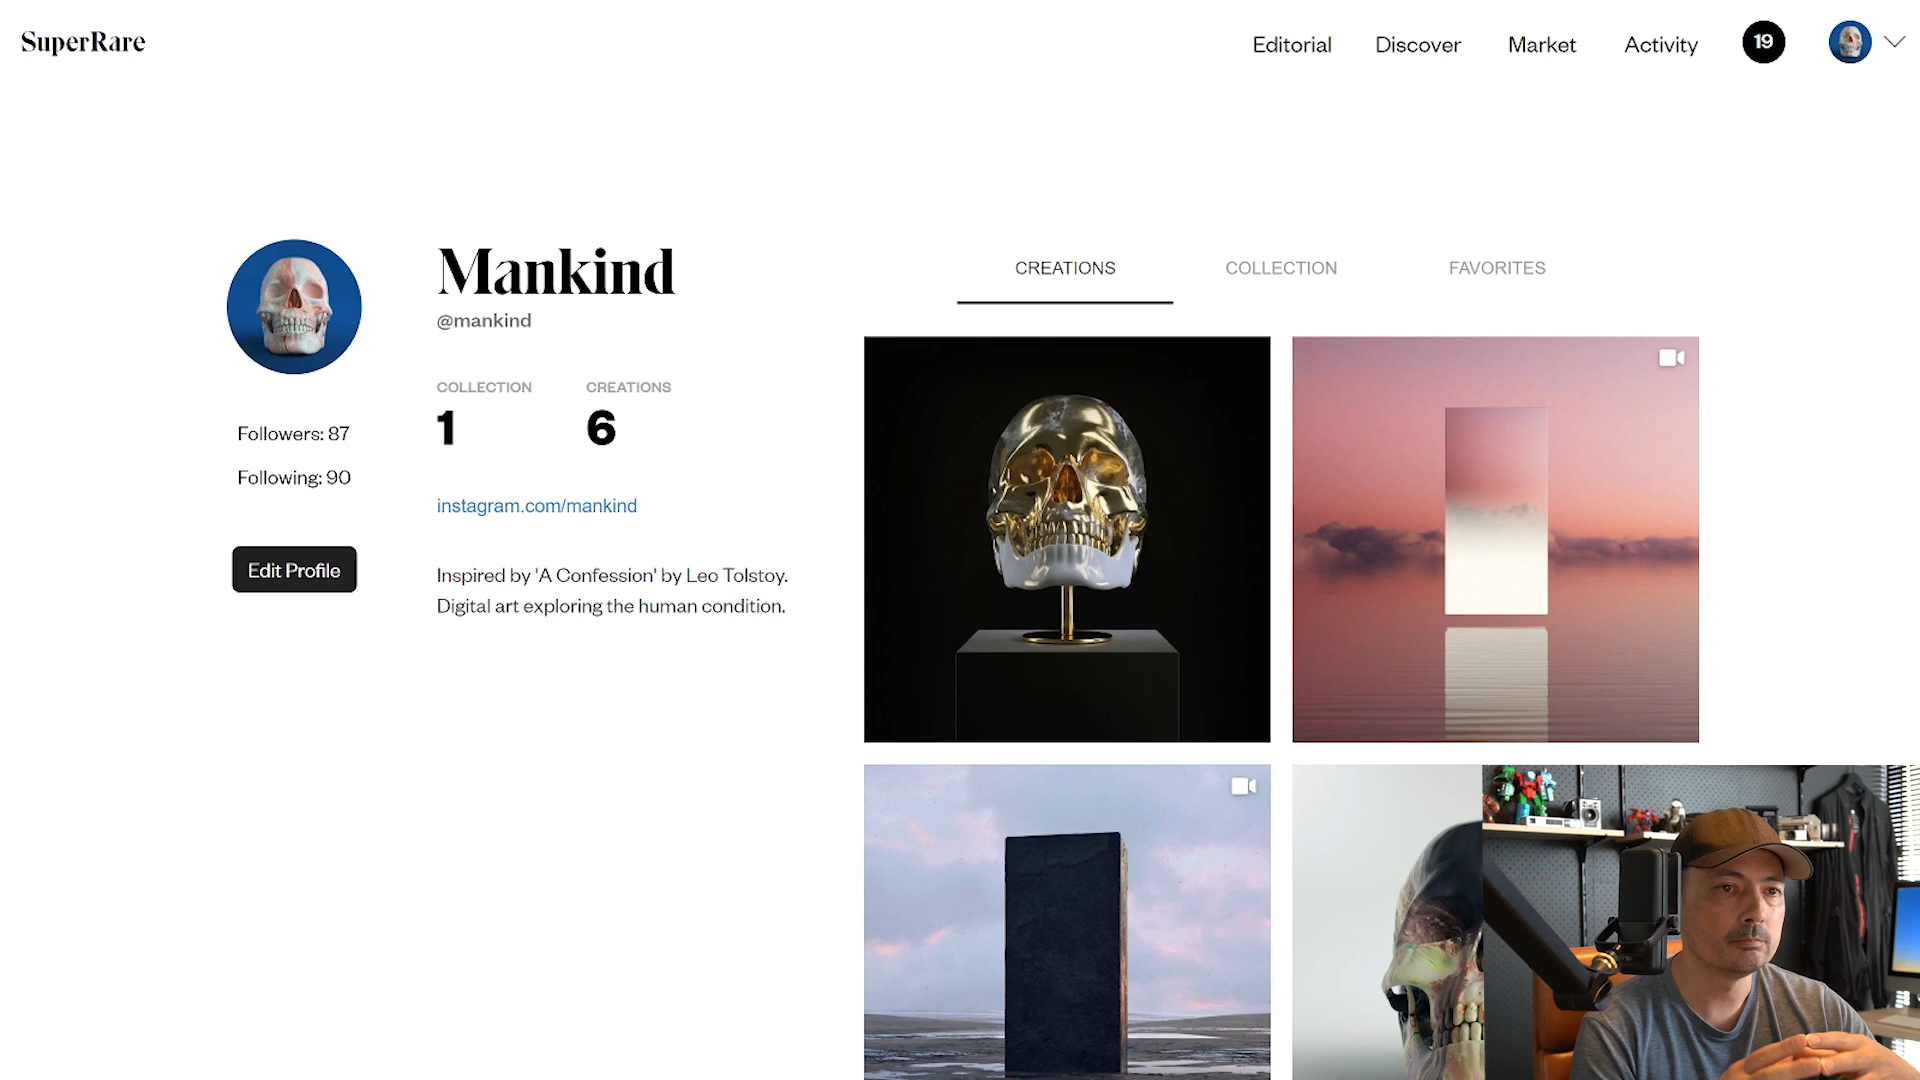 SuperRare
Editorial
Discover
Market
Activity
19
Mankind
@mankind
COLLECTION
1
CREATIONS
6
Followers: 87
Following: 90
Edit Profile
instagram.com/mankind
Inspired by 'A Confession' by Leo Tolstoy.
Digital art exploring the human condition.
CREATIONS
COLLECTION
FAVORITES